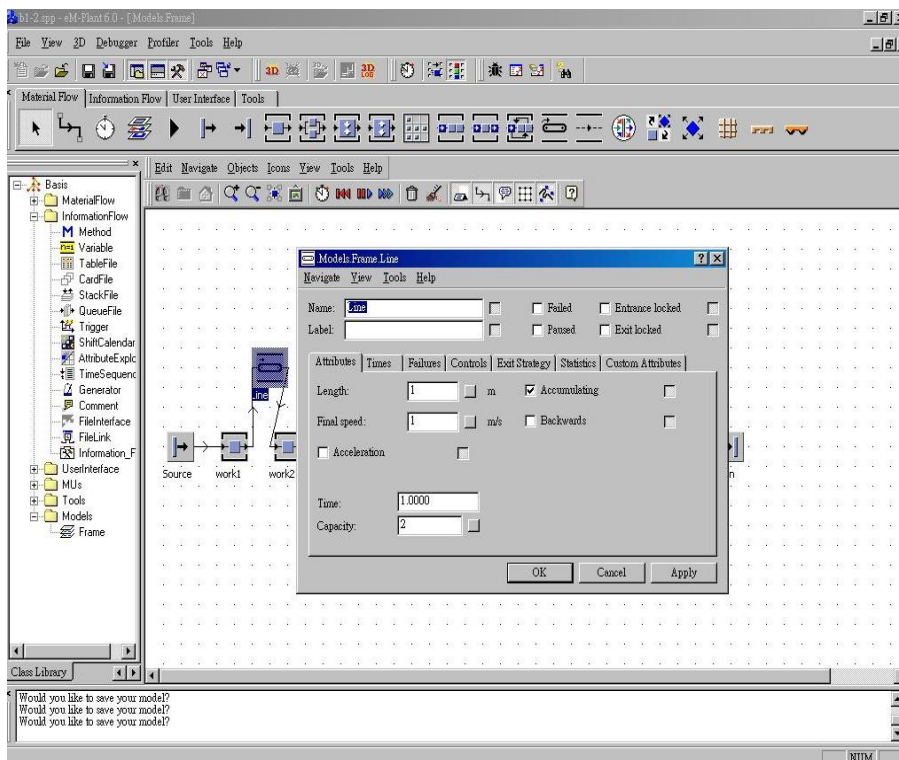 b1-2.spp - eM-Plant 6.0 - [Models.Frame]
File View 3D Debugger Profiler Tools Help
Material Flow Information Flow User Interface Tools
Edit Navigate Objects Icons View Tools Help
Basis
MaterialFlow
InformationFlow
Method
Variable
TableFile
CardFile
StackFile
QueueFile
Trigger
ShiftCalendar
AttributeExplc
TimeSequenc
Generator
Comment
FileInterface
FileLink
Information_F
UserInterface
MUs
Tools
Models
Frame
Class Library
Line
Source work1 work2
n
Models.Frame.Line
Navigate View Tools Help
Name: Line Failed Entrance locked
Label: Paused Exit locked
Attributes Times Failures Controls Exit Strategy Statistics Custom Attributes
Length: 1 m Accumulating
Final speed: 1 m/s Backwards
Acceleration
Time: 1.0000
Capacity: 2
OK Cancel Apply
Would you like to save your model?
Would you like to save your model?
Would you like to save your model?
NUM